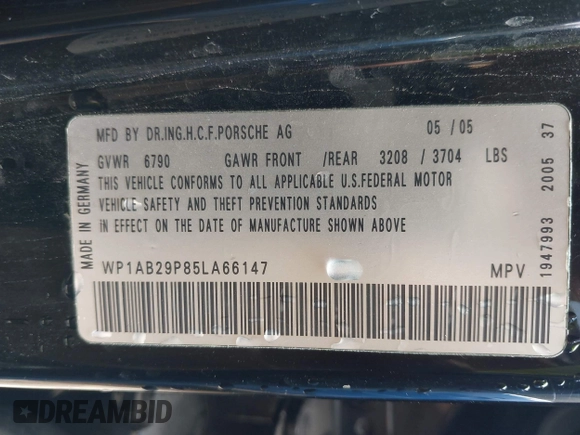 MFD BY DR.ING.H.C.F.PORSCHE AG 05 / 05
GVWR 6790 GAWR FRONT /REAR 3208 / 3704 LBS
THIS VEHICLE CONFORMS TO ALL APPLICABLE U.S.FEDERAL MOTOR
VEHICLE SAFETY AND THEFT PREVENTION STANDARDS
IN EFFECT ON THE DATE OF MANUFACTURE SHOWN ABOVE
WP1AB29P85LA66147 MPV
MADE IN GERMANY
1947993 2005 37
DREAMBID